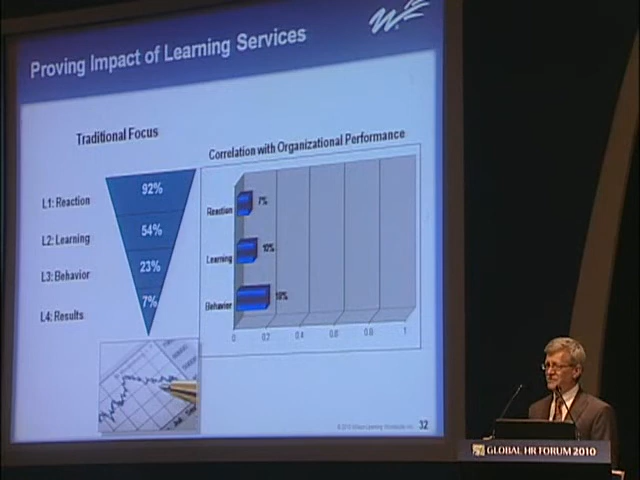 Proving Impact of Learning Services
Traditional Focus
92%
L1: Reaction
54%
L2: Learning
23%
L3: Behavior
7%
L4: Results
Correlation with Organizational Performance
Reaction
7%
Learning
10%
Behavior
0
0.2
0.4
0.6
0.8
1
32
GLOBAL HR FORUM 2010